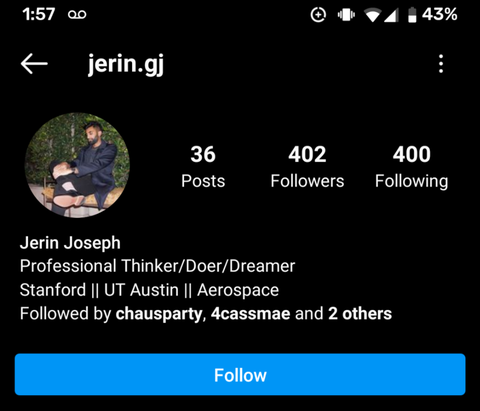 1:57 43%
jerin.gj
36 402 400
Posts Followers Following
Jerin Joseph
Professional Thinker/Doer/Dreamer
Stanford || UT Austin || Aerospace
Followed by chausparty, 4cassmae and 2 others
Follow